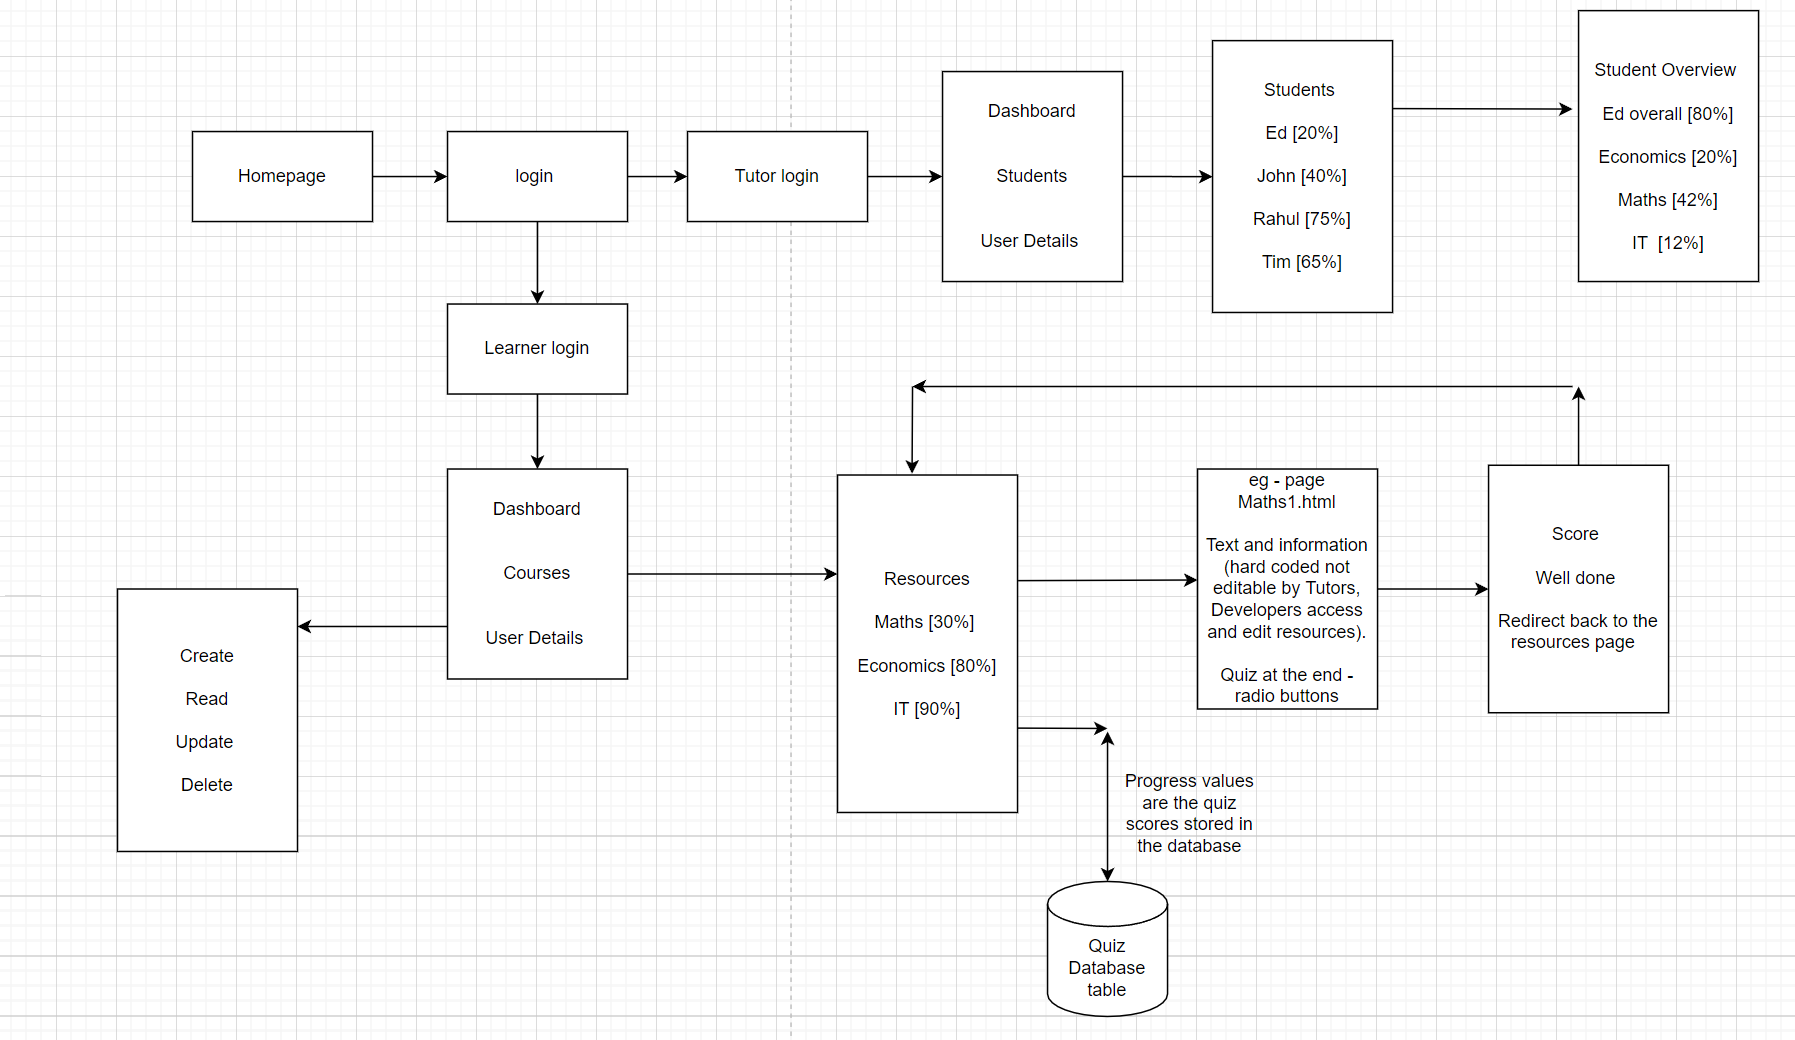 Homepage
login
Tutor login
Dashboard
Students
User Details
Students
Ed [20%]
John [40%]
Rahul [75%]
Tim [65%]
Student Overview
Ed overall [80%]
Economics [20%]
Maths [42%]
IT  [12%]
Learner login
Dashboard
Courses
User Details
Create
Read
Update
Delete
Resources
Maths [30%]
Economics [80%]
IT [90%]
eg - page
Maths1.html
Text and information
(hard coded not
editable by Tutors,
Developers access
and edit resources).
Quiz at the end -
radio buttons
Score
Well done
Redirect back to the
resources page
Progress values
are the quiz
scores stored in
the database
Quiz
Database
table